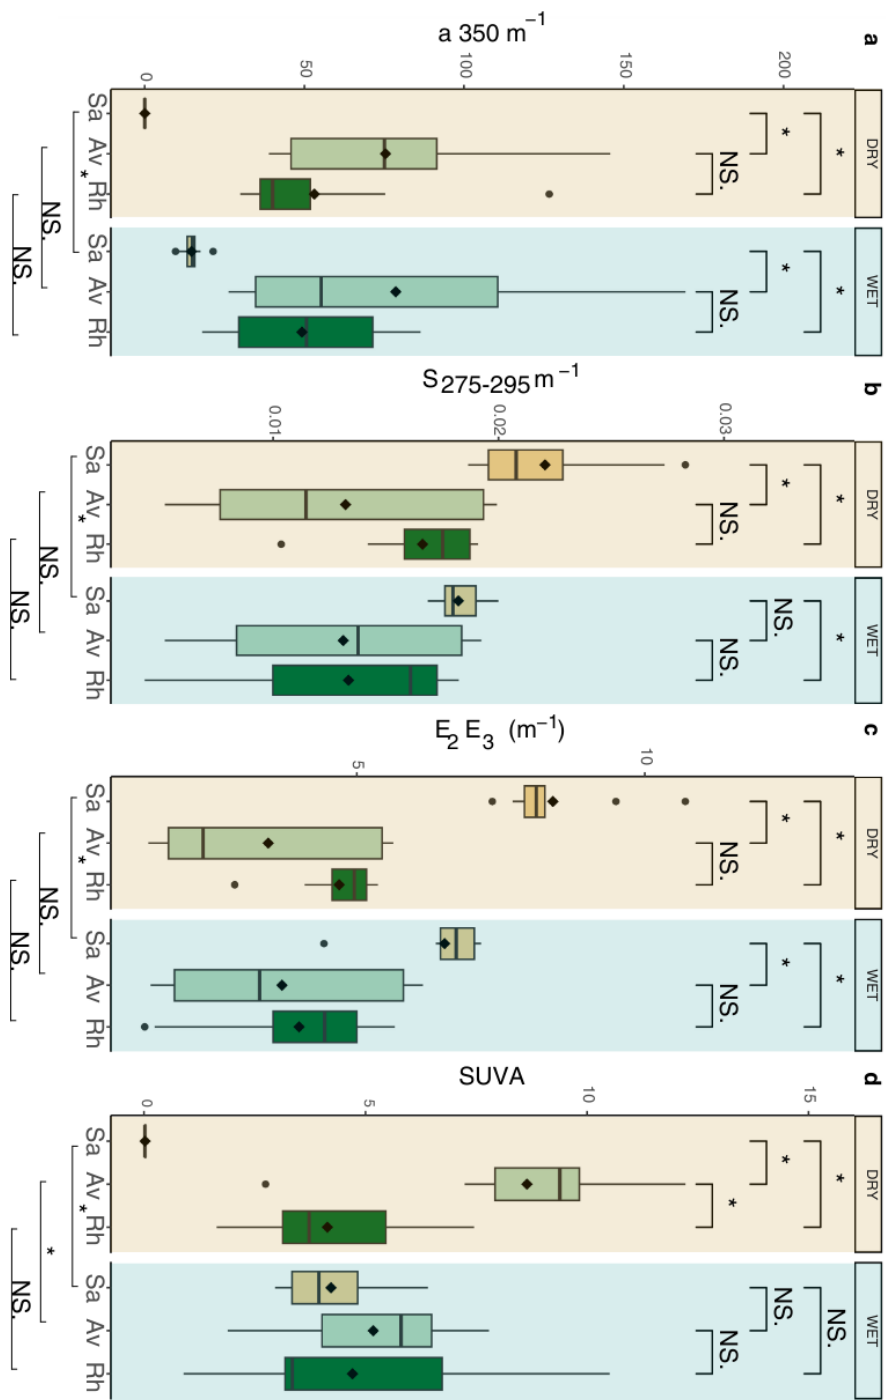 a
a 350 m⁻¹
0
50
100
150
200
DRY
*
*
NS.
Sa
Av
Rh
WET
*
*
NS.
Sa
Av
Rh
*
NS.
NS.
b
S275-295m⁻¹
0.01
0.02
0.03
DRY
*
*
NS.
Sa
Av
Rh
WET
*
NS.
NS.
Sa
Av
Rh
*
NS.
NS.
c
E2 E3 (m⁻¹)
5
10
DRY
*
*
NS.
Sa
Av
Rh
WET
*
*
NS.
Sa
Av
Rh
*
NS.
NS.
d
SUVA
0
5
10
15
DRY
*
*
*
Sa
Av
Rh
WET
NS.
NS.
NS.
Sa
Av
Rh
*
*
NS.